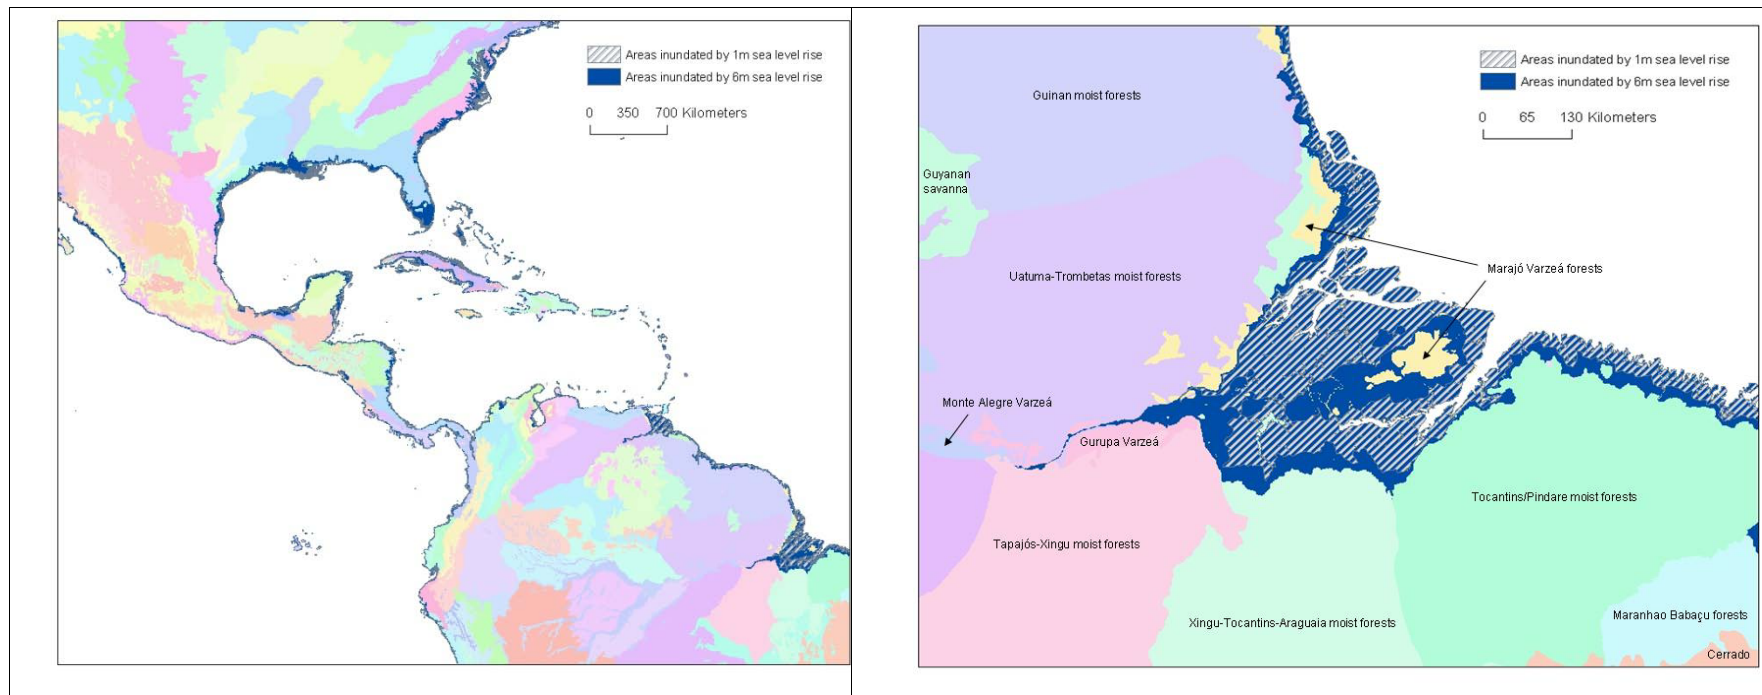 Areas inundated by 1m sea level rise
Areas inundated by 6m sea level rise
0 350 700 Kilometers
Areas inundated by 1m sea level rise
Areas inundated by 6m sea level rise
0 65 130 Kilometers
Guinan moist forests
Guyanan
savanna
Uatuma-Trombetas moist forests
Marajó Varzeá forests
Monte Alegre Varzeá
Gurupa Varzeá
Tocantins/Pindare moist forests
Tapajós-Xingu moist forests
Maranhao Babaçu forests
Xingu-Tocantins-Araguaia moist forests
Cerrado